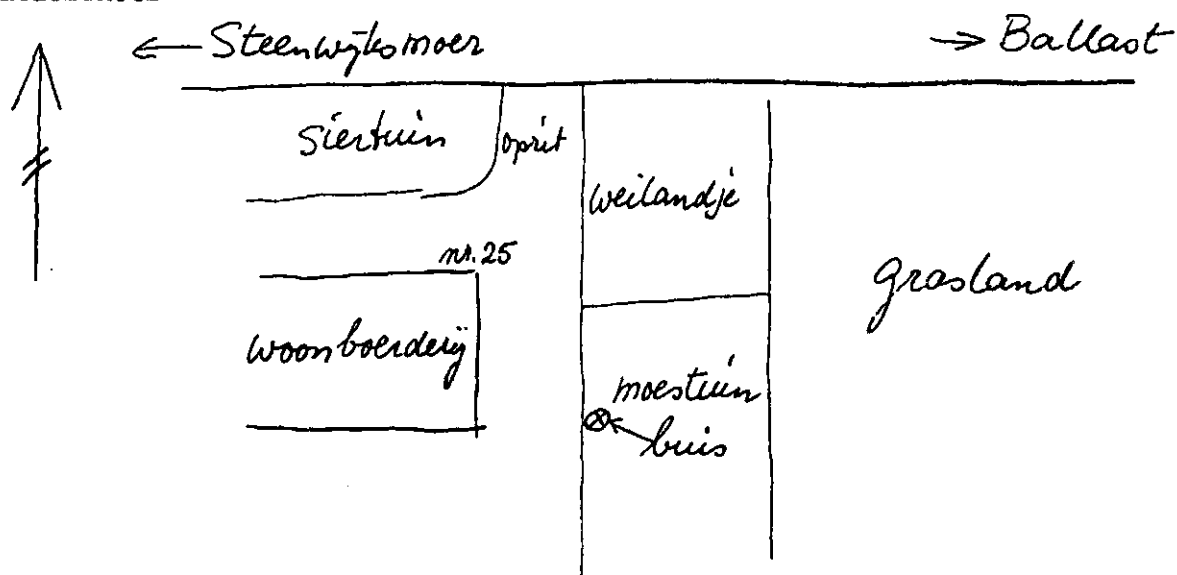 ← Steenwijksmoer → Ballast
Siertuin
oprit
weilandje
nr. 25
grasland
woonboerderij
moestuin
buis